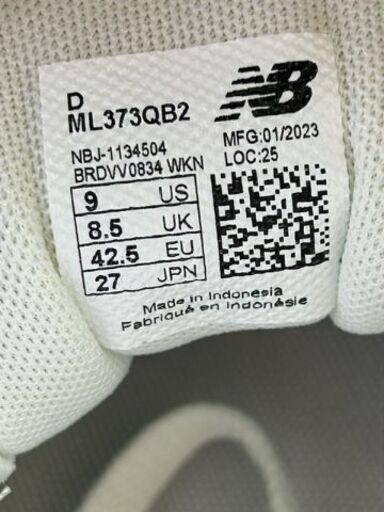 D
ML373QB2
NB
NBJ-1134504
BRDVV0834 WKN
MFG:01/2023
LOC:25
9 US
8.5 UK
42.5 EU
27 JPN
Made in Indonesia
Fabriqué en Indonésie